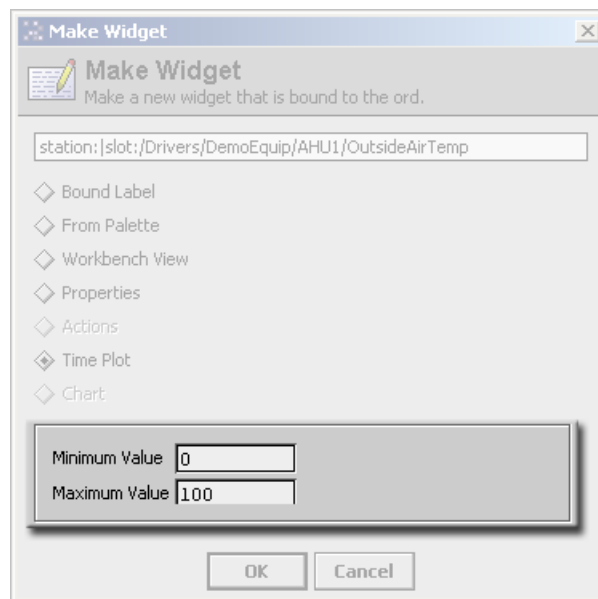 Make Widget
Make Widget
Make a new widget that is bound to the ord.
station:|slot:/Drivers/DemoEquip/AHU1/OutsideAirTemp
Bound Label
From Palette
Workbench View
Properties
Actions
Time Plot
Chart
Minimum Value 0
Maximum Value 100
OK Cancel